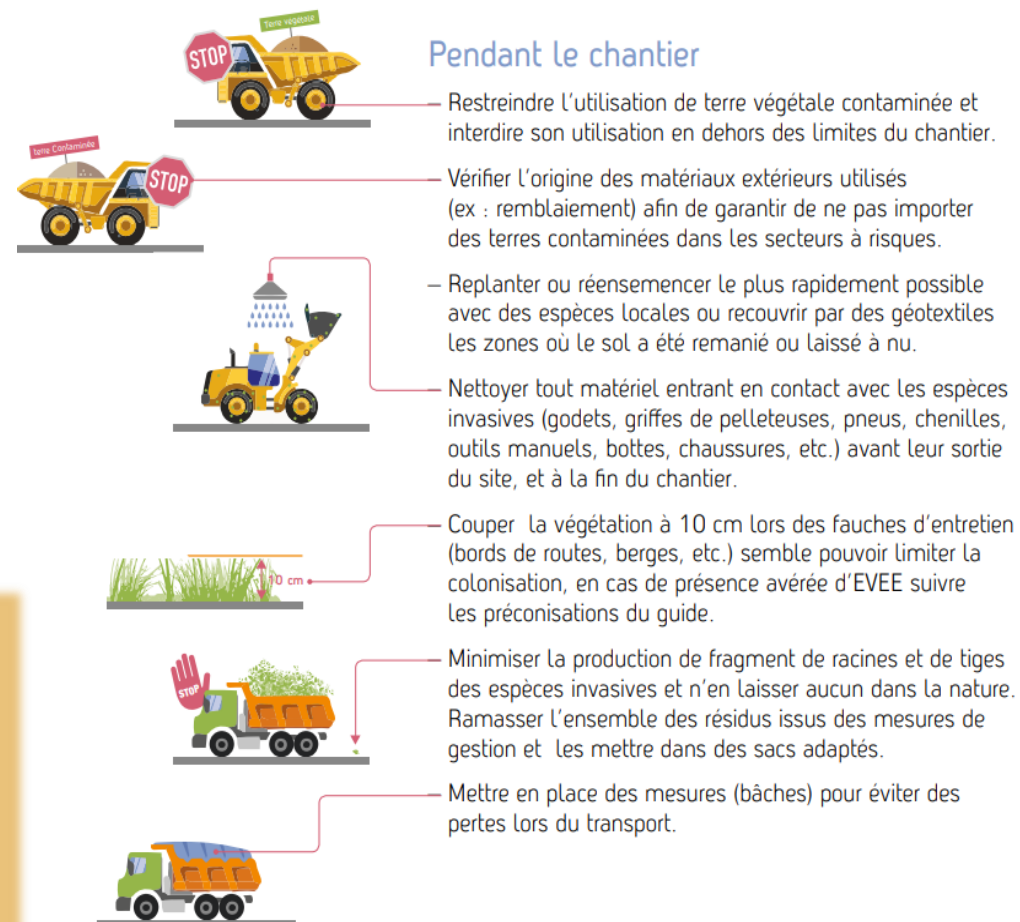 Terre végétale
STOP
Pendant le chantier
– Restreindre l'utilisation de terre végétale contaminée et
interdire son utilisation en dehors des limites du chantier.
Terre Contaminée
STOP
– Vérifier l'origine des matériaux extérieurs utilisés
(ex : remblaiement) afin de garantir de ne pas importer
des terres contaminées dans les secteurs à risques.
– Replanter ou réensemencer le plus rapidement possible
avec des espèces locales ou recouvrir par des géotextiles
les zones où le sol a été remanié ou laissé à nu.
– Nettoyer tout matériel entrant en contact avec les espèces
invasives (godets, griffes de pelleteuses, pneus, chenilles,
outils manuels, bottes, chaussures, etc.) avant leur sortie
du site, et à la fin du chantier.
– Couper la végétation à 10 cm lors des fauches d'entretien
(bords de routes, berges, etc.) semble pouvoir limiter la
colonisation, en cas de présence avérée d'EVEE suivre
les préconisations du guide.
10 cm
– Minimiser la production de fragment de racines et de tiges
des espèces invasives et n'en laisser aucun dans la nature.
Ramasser l'ensemble des résidus issus des mesures de
gestion et les mettre dans des sacs adaptés.
STOP
– Mettre en place des mesures (bâches) pour éviter des
pertes lors du transport.